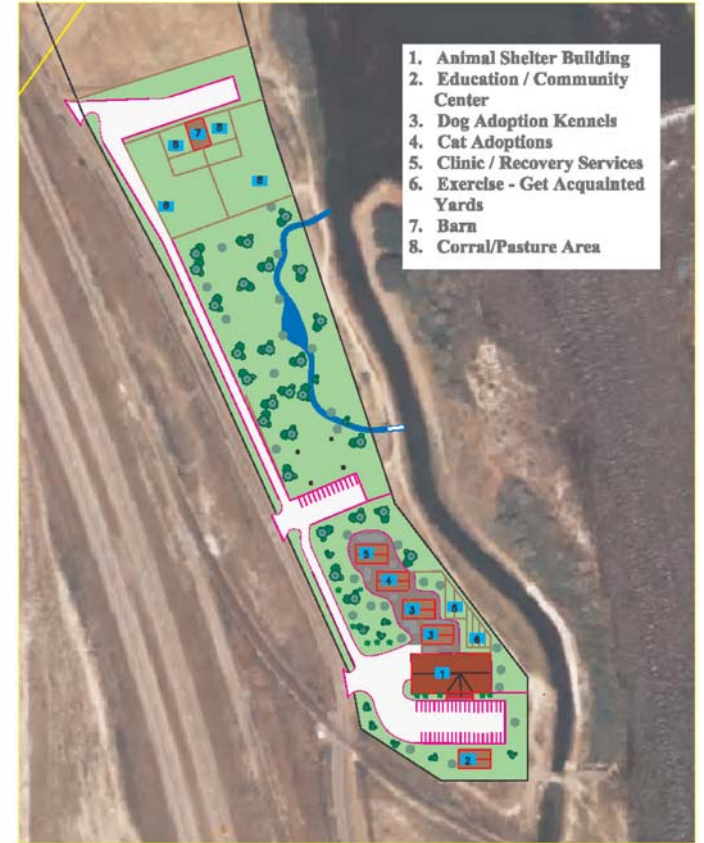 1. Animal Shelter Building
2. Education / Community
Center
3. Dog Adoption Kennels
4. Cat Adoptions
5. Clinic / Recovery Services
6. Exercise - Get Acquainted
Yards
7. Barn
8. Corral/Pasture Area
7
8
8
8
8
5
4
3
6
3
6
1
2